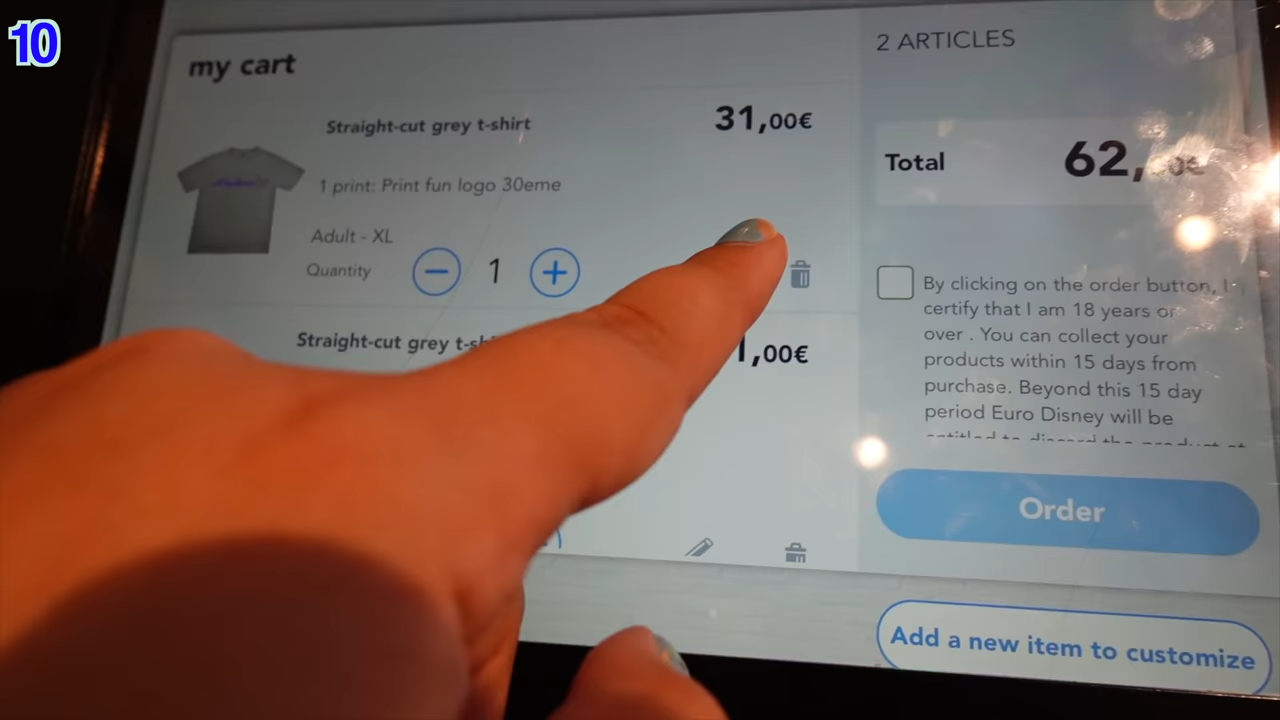 10
my cart
Straight-cut grey t-shirt
31,00€
1 print: Print fun logo 30eme
Adult - XL
Quantity
1
Straight-cut grey
,00€
2 ARTICLES
Total
62,
By clicking on the order button, I
certify that I am 18 years or
over . You can collect your
products within 15 days from
purchase. Beyond this 15 day
period Euro Disney will be
Order
Add a new item to customize